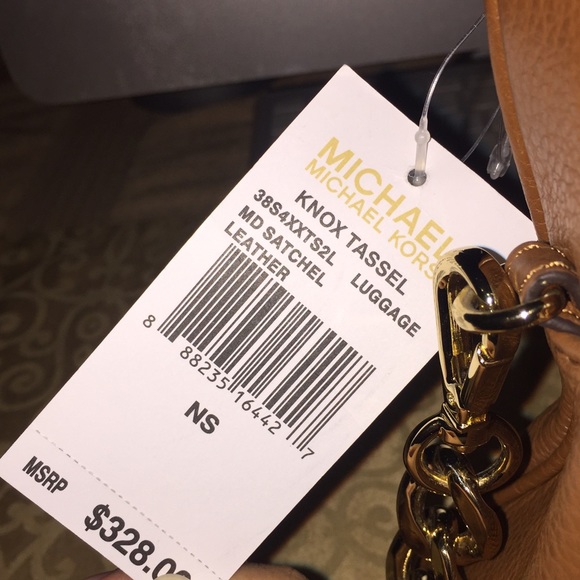 MICHAEL
MICHAEL KORS
KNOX TASSEL
38S4XXTS2L LUGGAGE
MD SATCHEL
LEATHER
8 88235 16442 7
NS
MSRP $328.0